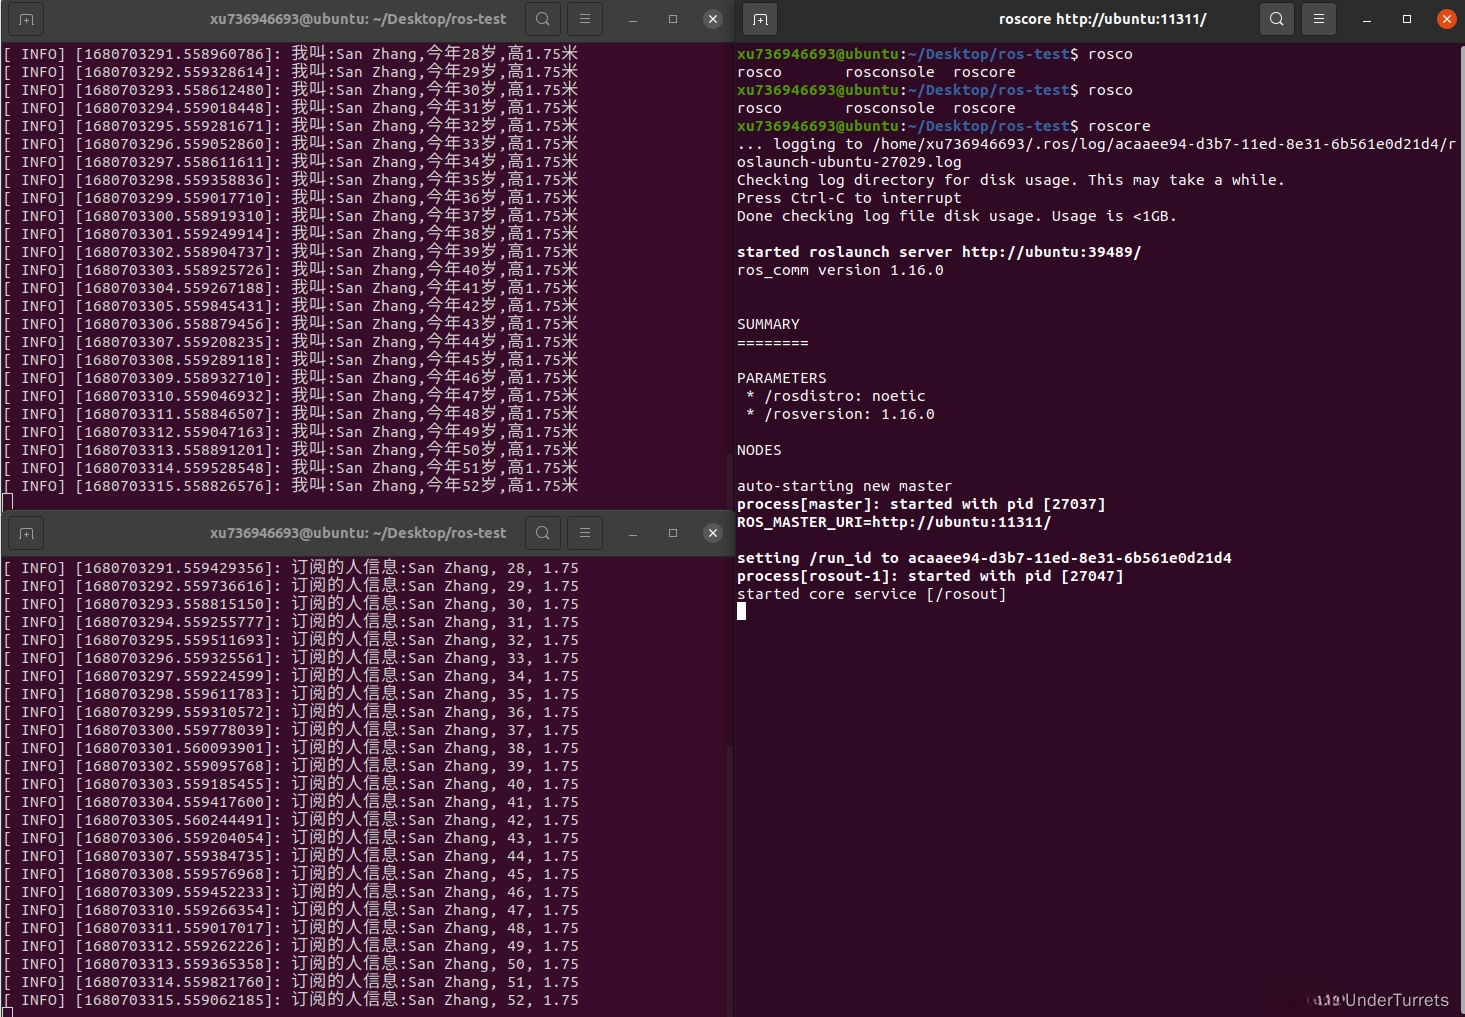 xu736946693@ubuntu: ~/Desktop/ros-test
[ INFO] [1680703291.558960786]: 我叫:San Zhang,今年28岁,高1.75米
[ INFO] [1680703292.559328614]: 我叫:San Zhang,今年29岁,高1.75米
[ INFO] [1680703293.558612480]: 我叫:San Zhang,今年30岁,高1.75米
[ INFO] [1680703294.559018448]: 我叫:San Zhang,今年31岁,高1.75米
[ INFO] [1680703295.559281671]: 我叫:San Zhang,今年32岁,高1.75米
[ INFO] [1680703296.559052860]: 我叫:San Zhang,今年33岁,高1.75米
[ INFO] [1680703297.558611611]: 我叫:San Zhang,今年34岁,高1.75米
[ INFO] [1680703298.559358836]: 我叫:San Zhang,今年35岁,高1.75米
[ INFO] [1680703299.559017710]: 我叫:San Zhang,今年36岁,高1.75米
[ INFO] [1680703300.558919310]: 我叫:San Zhang,今年37岁,高1.75米
[ INFO] [1680703301.559249914]: 我叫:San Zhang,今年38岁,高1.75米
[ INFO] [1680703302.558904737]: 我叫:San Zhang,今年39岁,高1.75米
[ INFO] [1680703303.558925726]: 我叫:San Zhang,今年40岁,高1.75米
[ INFO] [1680703304.559267188]: 我叫:San Zhang,今年41岁,高1.75米
[ INFO] [1680703305.559845431]: 我叫:San Zhang,今年42岁,高1.75米
[ INFO] [1680703306.558879456]: 我叫:San Zhang,今年43岁,高1.75米
[ INFO] [1680703307.559208235]: 我叫:San Zhang,今年44岁,高1.75米
[ INFO] [1680703308.559289118]: 我叫:San Zhang,今年45岁,高1.75米
[ INFO] [1680703309.558932710]: 我叫:San Zhang,今年46岁,高1.75米
[ INFO] [1680703310.559046932]: 我叫:San Zhang,今年47岁,高1.75米
[ INFO] [1680703311.558846507]: 我叫:San Zhang,今年48岁,高1.75米
[ INFO] [1680703312.559047163]: 我叫:San Zhang,今年49岁,高1.75米
[ INFO] [1680703313.558891201]: 我叫:San Zhang,今年50岁,高1.75米
[ INFO] [1680703314.559528548]: 我叫:San Zhang,今年51岁,高1.75米
[ INFO] [1680703315.558826576]: 我叫:San Zhang,今年52岁,高1.75米
xu736946693@ubuntu: ~/Desktop/ros-test
[ INFO] [1680703291.559429356]: 订阅的人信息:San Zhang, 28, 1.75
[ INFO] [1680703292.559736616]: 订阅的人信息:San Zhang, 29, 1.75
[ INFO] [1680703293.558815150]: 订阅的人信息:San Zhang, 30, 1.75
[ INFO] [1680703294.559255777]: 订阅的人信息:San Zhang, 31, 1.75
[ INFO] [1680703295.559511693]: 订阅的人信息:San Zhang, 32, 1.75
[ INFO] [1680703296.559325561]: 订阅的人信息:San Zhang, 33, 1.75
[ INFO] [1680703297.559224599]: 订阅的人信息:San Zhang, 34, 1.75
[ INFO] [1680703298.559611783]: 订阅的人信息:San Zhang, 35, 1.75
[ INFO] [1680703299.559310572]: 订阅的人信息:San Zhang, 36, 1.75
[ INFO] [1680703300.559778039]: 订阅的人信息:San Zhang, 37, 1.75
[ INFO] [1680703301.560093901]: 订阅的人信息:San Zhang, 38, 1.75
[ INFO] [1680703302.559095768]: 订阅的人信息:San Zhang, 39, 1.75
[ INFO] [1680703303.559185455]: 订阅的人信息:San Zhang, 40, 1.75
[ INFO] [1680703304.559417600]: 订阅的人信息:San Zhang, 41, 1.75
[ INFO] [1680703305.560244491]: 订阅的人信息:San Zhang, 42, 1.75
[ INFO] [1680703306.559204054]: 订阅的人信息:San Zhang, 43, 1.75
[ INFO] [1680703307.559384735]: 订阅的人信息:San Zhang, 44, 1.75
[ INFO] [1680703308.559576968]: 订阅的人信息:San Zhang, 45, 1.75
[ INFO] [1680703309.559452233]: 订阅的人信息:San Zhang, 46, 1.75
[ INFO] [1680703310.559266354]: 订阅的人信息:San Zhang, 47, 1.75
[ INFO] [1680703311.559017017]: 订阅的人信息:San Zhang, 48, 1.75
[ INFO] [1680703312.559262226]: 订阅的人信息:San Zhang, 49, 1.75
[ INFO] [1680703313.559365358]: 订阅的人信息:San Zhang, 50, 1.75
[ INFO] [1680703314.559821760]: 订阅的人信息:San Zhang, 51, 1.75
[ INFO] [1680703315.559062185]: 订阅的人信息:San Zhang, 52, 1.75
roscore http://ubuntu:11311/
xu736946693@ubuntu:~/Desktop/ros-test$ rosco
rosco       rosconsole  roscore
xu736946693@ubuntu:~/Desktop/ros-test$ rosco
rosco       rosconsole  roscore
xu736946693@ubuntu:~/Desktop/ros-test$ roscore
... logging to /home/xu736946693/.ros/log/acaaee94-d3b7-11ed-8e31-6b561e0d21d4/r
oslaunch-ubuntu-27029.log
Checking log directory for disk usage. This may take a while.
Press Ctrl-C to interrupt
Done checking log file disk usage. Usage is <1GB.
started roslaunch server http://ubuntu:39489/
ros_comm version 1.16.0
SUMMARY
========
PARAMETERS
 * /rosdistro: noetic
 * /rosversion: 1.16.0
NODES
auto-starting new master
process[master]: started with pid [27037]
ROS_MASTER_URI=http://ubuntu:11311/
setting /run_id to acaaee94-d3b7-11ed-8e31-6b561e0d21d4
process[rosout-1]: started with pid [27047]
started core service [/rosout]
UnderTurrets